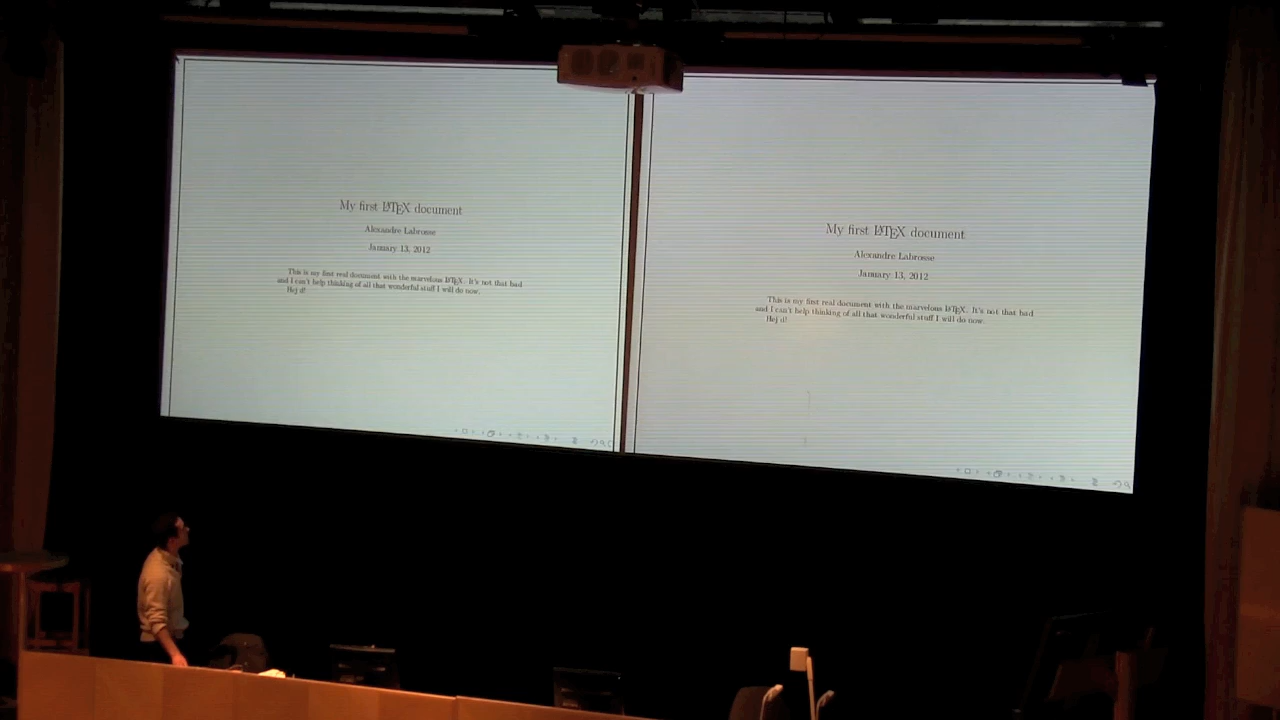 My first LATEX document
Alexandre Labrosse
January 13, 2012
This is my first real document with the marvelous LATEX. It's not that bad
and I can't help thinking of all that wonderful stuff I will do now.
Hej d!
My first LATEX document
Alexandre Labrosse
January 13, 2012
This is my first real document with the marvelous LATEX. It's not that bad
and I can't help thinking of all that wonderful stuff I will do now.
Hej d!